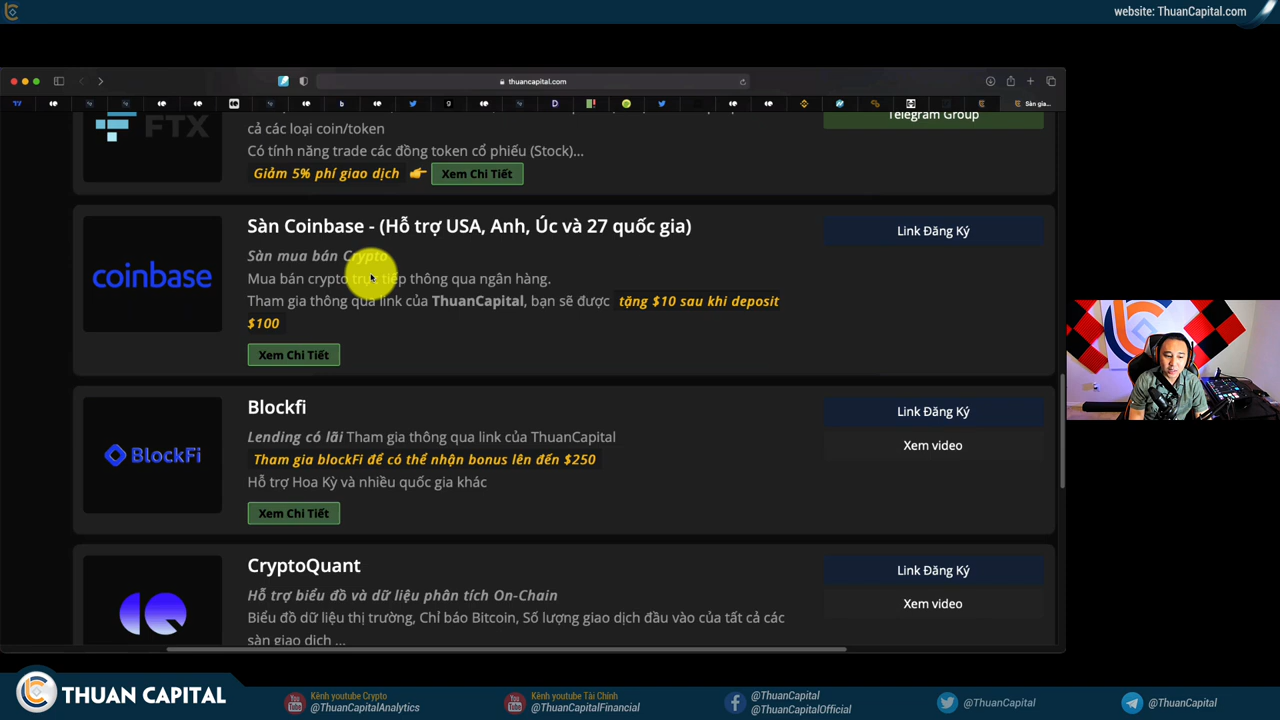 website: ThuanCapital.com
thuancapital.com
Sàn gia...
FTX
cả các loại coin/token
Có tính năng trade các đồng token cổ phiếu (Stock)...
Giảm 5% phí giao dịch 👉 Xem Chi Tiết
Telegram Group
coinbase
Sàn Coinbase - (Hỗ trợ USA, Anh, Úc và 27 quốc gia)
Sàn mua bán Crypto
Mua bán crypto trực tiếp thông qua ngân hàng.
Tham gia thông qua link của ThuanCapital, bạn sẽ được tặng $10 sau khi deposit
$100
Xem Chi Tiết
Link Đăng Ký
BlockFi
Blockfi
Lending có lãi Tham gia thông qua link của ThuanCapital
Tham gia blockFi để có thể nhận bonus lên đến $250
Hỗ trợ Hoa Kỳ và nhiều quốc gia khác
Xem Chi Tiết
Link Đăng Ký
Xem video
CryptoQuant
Hỗ trợ biểu đồ và dữ liệu phân tích On-Chain
Biểu đồ dữ liệu thị trường, Chỉ báo Bitcoin, Số lượng giao dịch đầu vào của tất cả các
sàn giao dịch ...
Link Đăng Ký
Xem video
THUAN CAPITAL
Kênh youtube Crypto
@ThuanCapitalAnalytics
Kênh youtube Tài Chính
@ThuanCapitalFinancial
@ThuanCapital
@ThuanCapitalOfficial
@ThuanCapital
@ThuanCapital